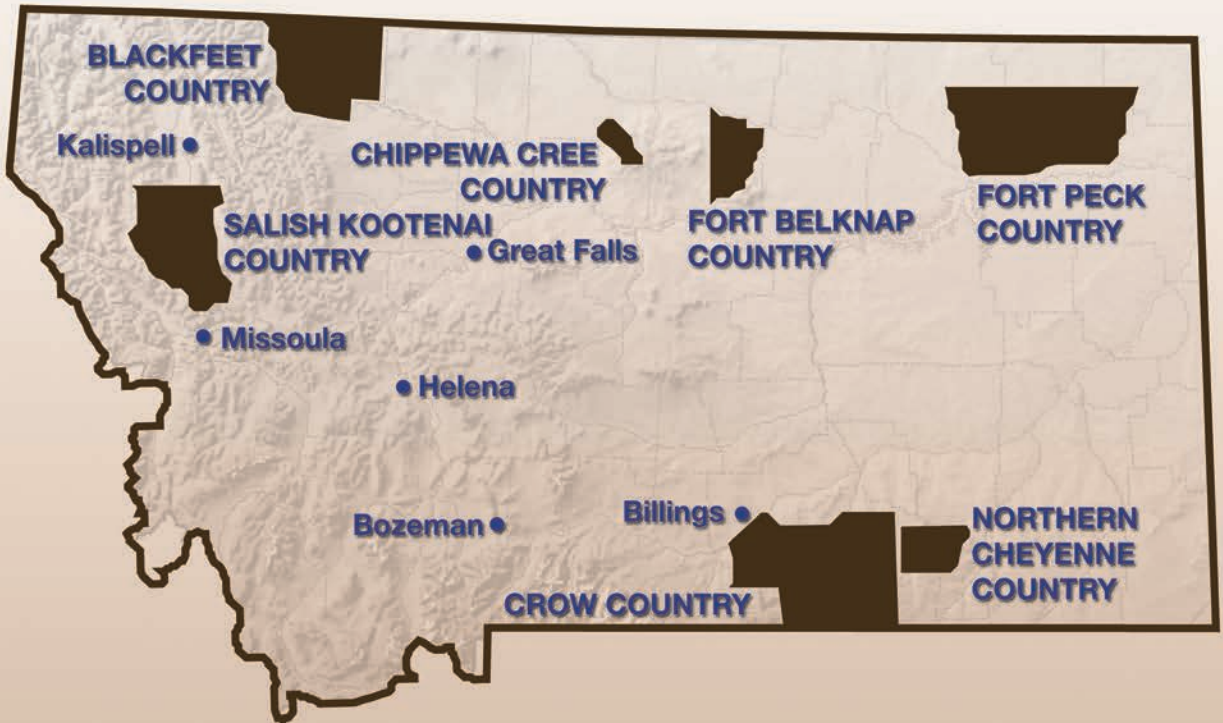 BLACKFEET
COUNTRY
Kalispell
CHIPPEWA CREE
COUNTRY
FORT PECK
COUNTRY
SALISH KOOTENAI
COUNTRY
FORT BELKNAP
COUNTRY
Great Falls
Missoula
Helena
Billings
Bozeman
NORTHERN
CHEYENNE
COUNTRY
CROW COUNTRY